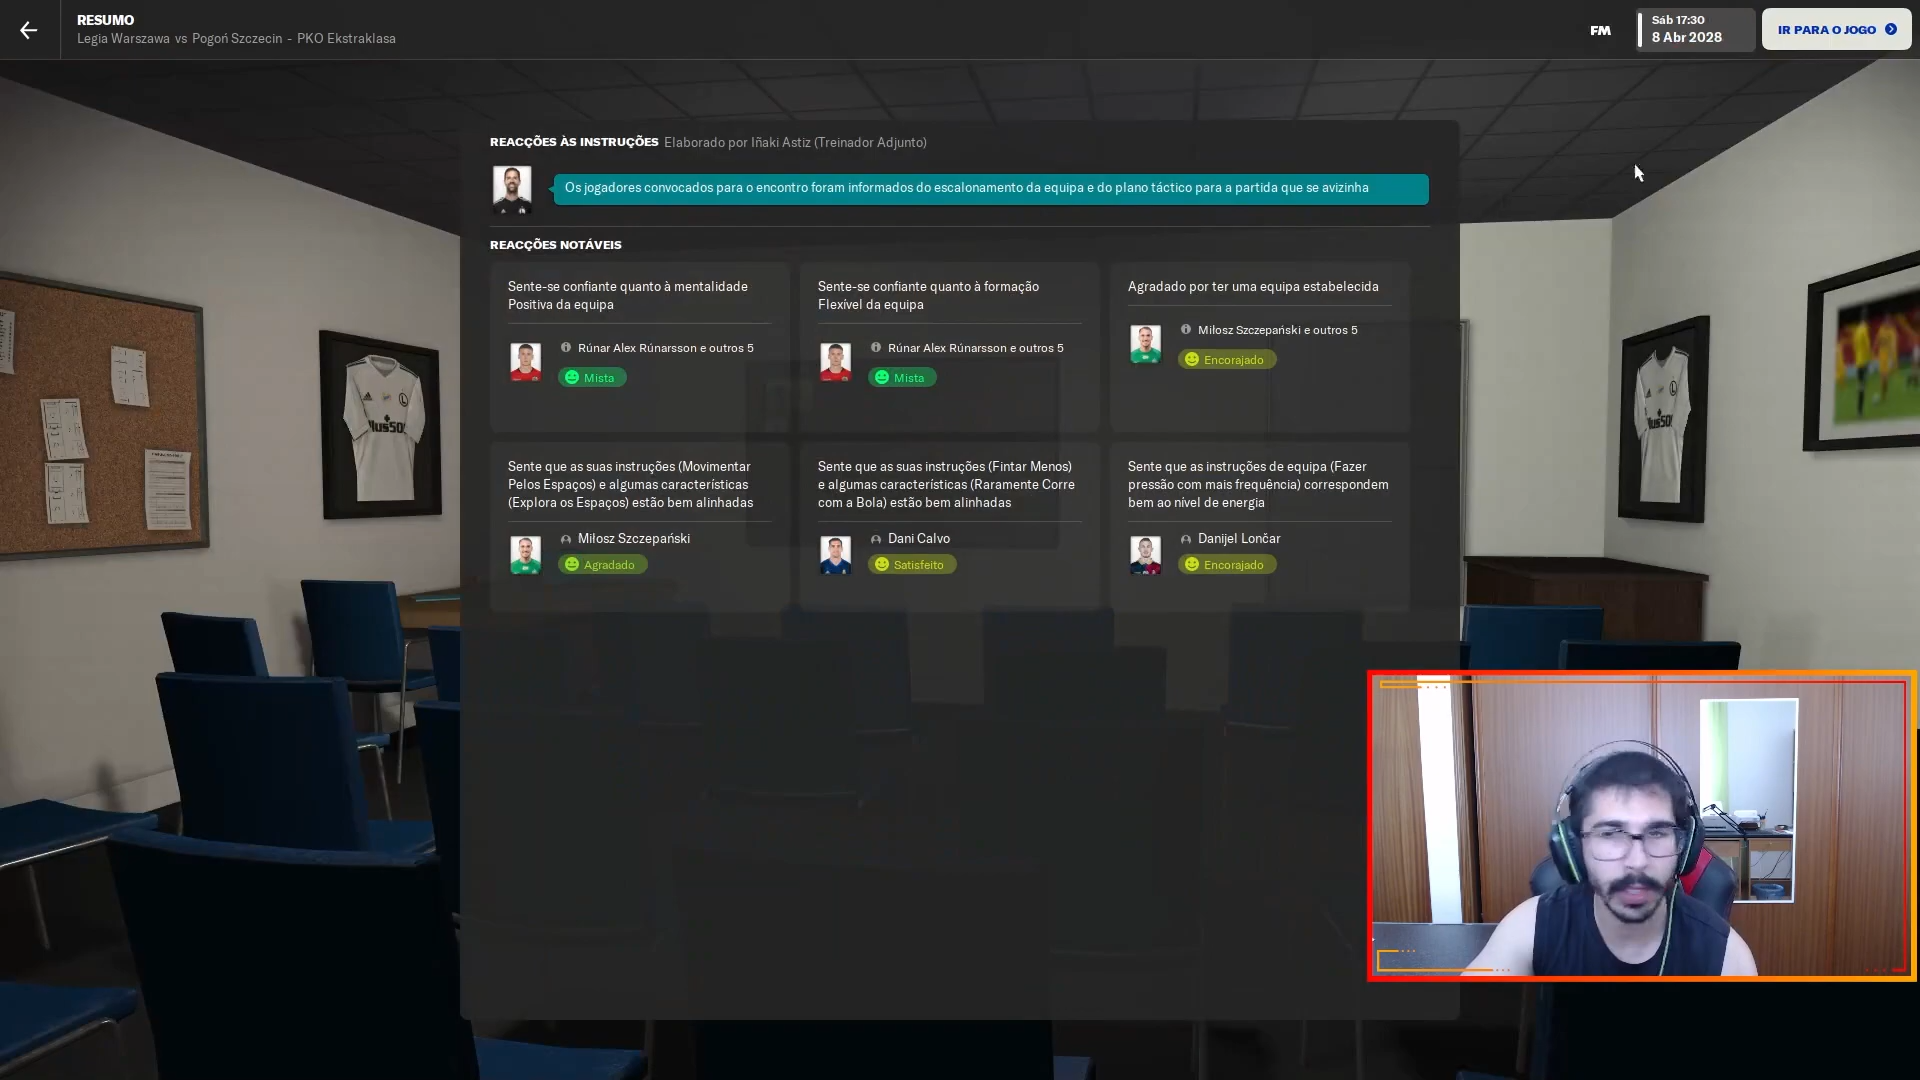 RESUMO
Legia Warszawa vs Pogoń Szczecin - PKO Ekstraklasa
FM
Sáb 17:30
8 Abr 2028
IR PARA O JOGO
REACÇÕES ÀS INSTRUÇÕES Elaborado por Iñaki Astiz (Treinador Adjunto)
Os jogadores convocados para o encontro foram informados do escalonamento da equipa e do plano táctico para a partida que se avizinha
REACÇÕES NOTÁVEIS
Sente-se confiante quanto à mentalidade
Positiva da equipa
Rúnar Alex Rúnarsson e outros 5
Mista
Sente-se confiante quanto à formação
Flexível da equipa
Rúnar Alex Rúnarsson e outros 5
Mista
Agradado por ter uma equipa estabelecida
Miłosz Szczepański e outros 5
Encorajado
Sente que as suas instruções (Movimentar
Pelos Espaços) e algumas características
(Explora os Espaços) estão bem alinhadas
Miłosz Szczepański
Agradado
Sente que as suas instruções (Fintar Menos)
e algumas características (Raramente Corre
com a Bola) estão bem alinhadas
Dani Calvo
Satisfeito
Sente que as instruções de equipa (Fazer
pressão com mais frequência) correspondem
bem ao nível de energia
Danijel Lončar
Encorajado